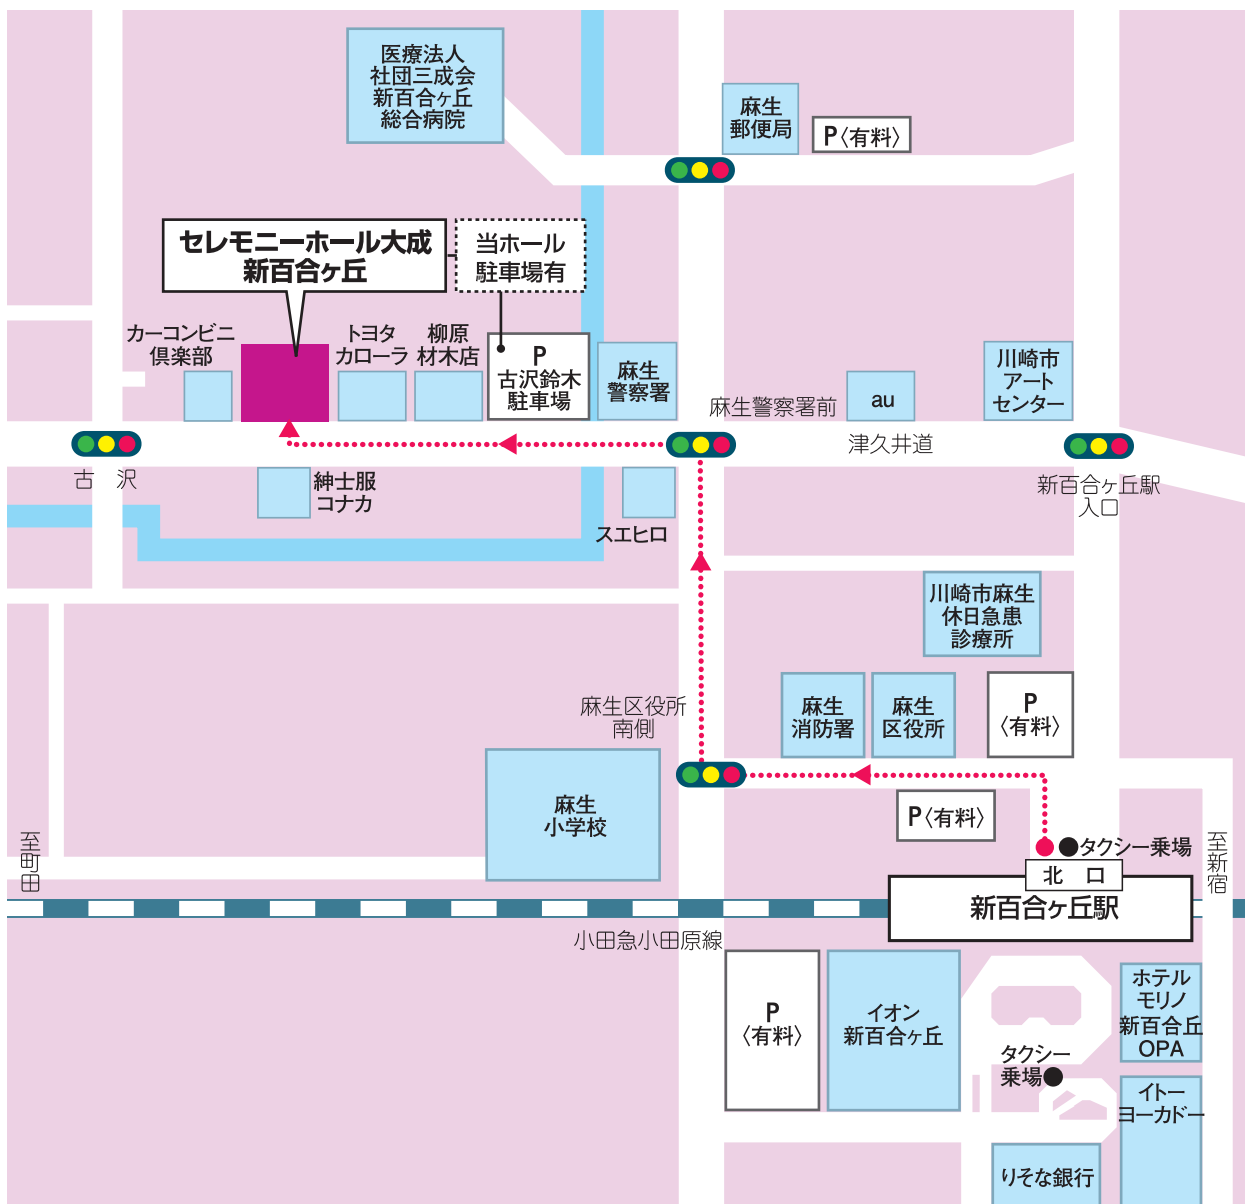 医療法人
社団三成会
新百合ヶ丘
総合病院
麻生
郵便局
P〈有料〉
セレモニーホール大成
新百合ヶ丘
当ホール
駐車場有
カーコンビニ
倶楽部
トヨタ
カローラ
柳原
材木店
P
古沢鈴木
駐車場
麻生
警察署
麻生警察署前
au
川崎市
アート
センター
津久井道
古 沢
紳士服
コナカ
スエヒロ
新百合ヶ丘駅
入口
川崎市麻生
休日急患
診療所
麻生区役所
南側
麻生
消防署
麻生
区役所
P
〈有料〉
麻生
小学校
P〈有料〉
至町田
タクシー乗場
至新宿
北 口
新百合ヶ丘駅
小田急小田原線
P
〈有料〉
イオン
新百合ヶ丘
タクシー
乗場
ホテル
モリノ
新百合丘
OPA
イトー
ヨーカドー
りそな銀行